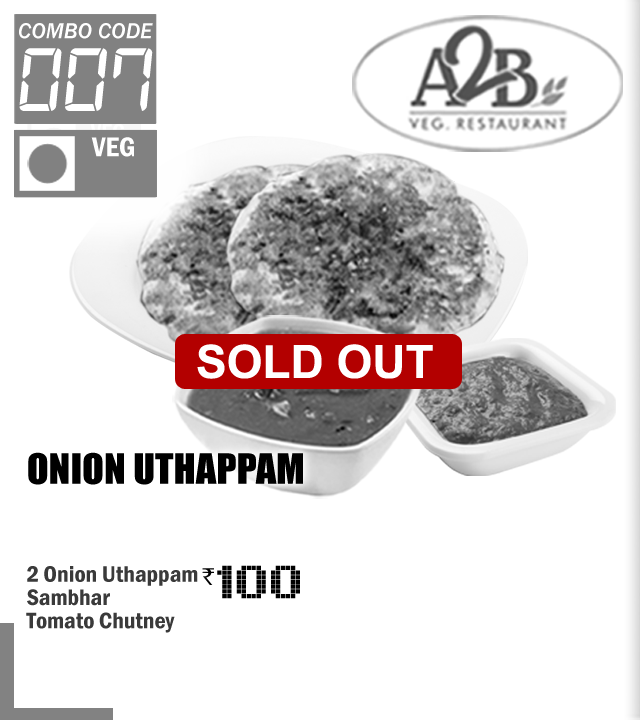 COMBO CODE
007
VEG
A2B
VEG. RESTAURANT
SOLD OUT
ONION UTHAPPAM
2 Onion Uthappam ₹100
Sambhar
Tomato Chutney